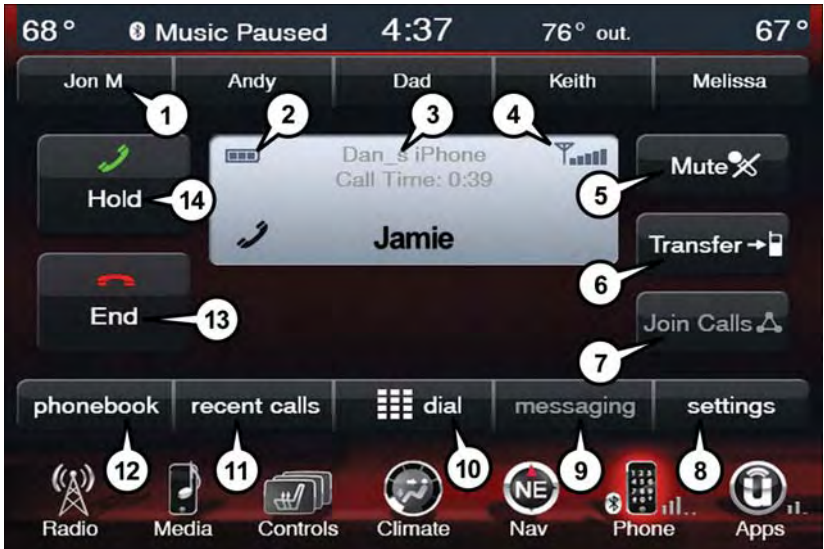 68° Music Paused 4:37 76° out. 67°
Jon M Andy Dad Keith Melissa
1 2 3 4
Dan_s iPhone
Call Time: 0:39
Hold 14
Mute 5
Jamie
Transfer 6
End 13
Join Calls 7
phonebook recent calls dial messaging settings
12 11 10 9 8
NE
Radio Media Controls Climate Nav Phone Apps